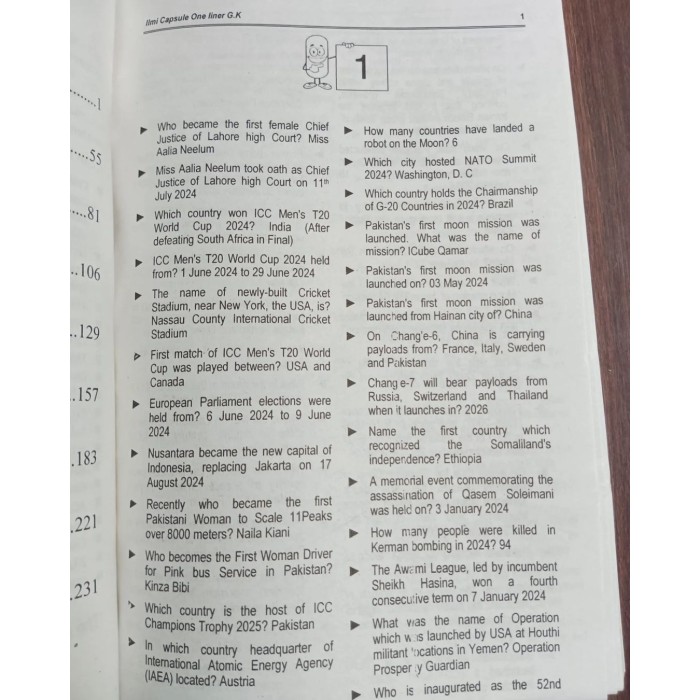 Ilmi Capsule One liner G.K
1
1
.........1
.....55
....81
..106
..129
.157
.183
.221
.231
► Who became the first female Chief
Justice of Lahore high Court? Miss
Aalia Neelum
► Miss Aalia Neelum took oath as Chief
Justice of Lahore high Court on 11th
July 2024
► Which country won ICC Men's T20
World Cup 2024? India (After
defeating South Africa in Final)
► ICC Men's T20 World Cup 2024 held
from? 1 June 2024 to 29 June 2024
► The name of newly-built Cricket
Stadium, near New York, the USA, is?
Nassau County International Cricket
Stadium
► First match of ICC Men's T20 World
Cup was played between? USA and
Canada
► European Parliament elections were
held from? 6 June 2024 to 9 June
2024
► Nusantara became the new capital of
Indonesia, replacing Jakarta on 17
August 2024
► Recently who became the first
Pakistani Woman to Scale 11Peaks
over 8000 meters? Naila Kiani
► Who becomes the First Woman Driver
for Pink bus Service in Pakistan?
Kinza Bibi
► Which country is the host of ICC
Champions Trophy 2025? Pakistan
► In which country headquarter of
International Atomic Energy Agency
(IAEA) located? Austria
► How many countries have landed a
robot on the Moon? 6
► Which city hosted NATO Summit
2024? Washington, D. C
► Which country holds the Chairmanship
of G-20 Countries in 2024? Brazil
► Pakistan's first moon mission was
launched. What was the name of
mission? ICube Qamar
► Pakistan's first moon mission was
launched on? 03 May 2024
► Pakistan's first moon mission was
launched from Hainan city of? China
► On Chang'e-6, China is carrying
payloads from? France, Italy, Sweden
and Pakistan
► Chang e-7 will bear payloads from
Russia, Switzerland and Thailand
when it launches in? 2026
► Name the first country which
recognized the Somaliland's
independence? Ethiopia
► A memorial event commemorating the
assassination of Qasem Soleimani
was held on? 3 January 2024
► How many people were killed in
Kerman bombing in 2024? 94
► The Awami League, led by incumbent
Sheikh Hasina, won a fourth
consecutive term on 7 January 2024
► What was the name of Operation
which was launched by USA at Houthi
militant locations in Yemen? Operation
Prosperity Guardian
► Who is inaugurated as the 52nd